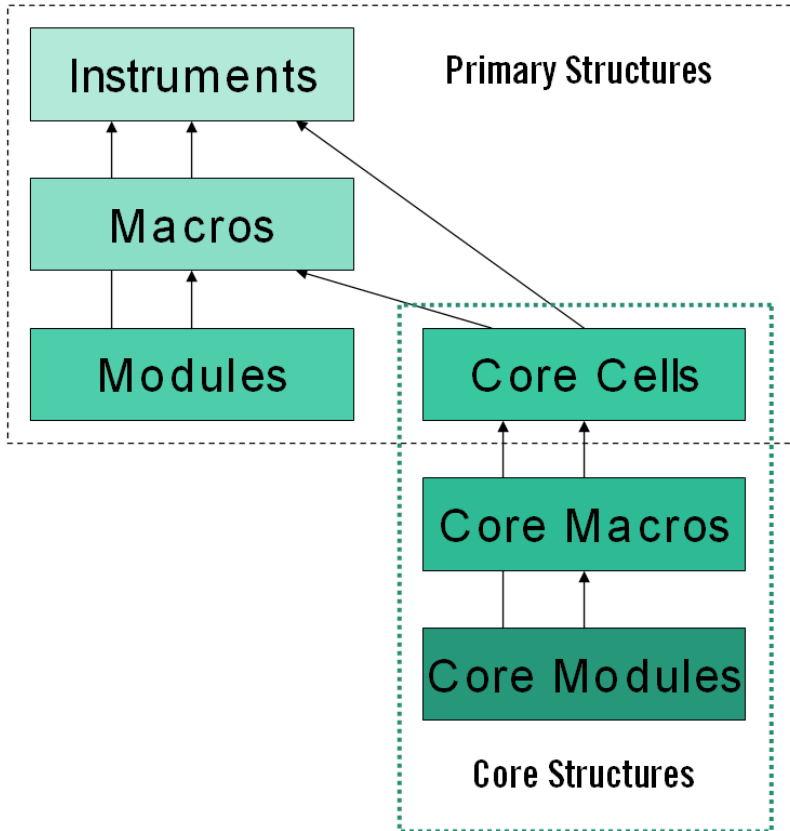 Instruments
Primary Structures
Macros
Modules
Core Cells
Core Macros
Core Modules
Core Structures